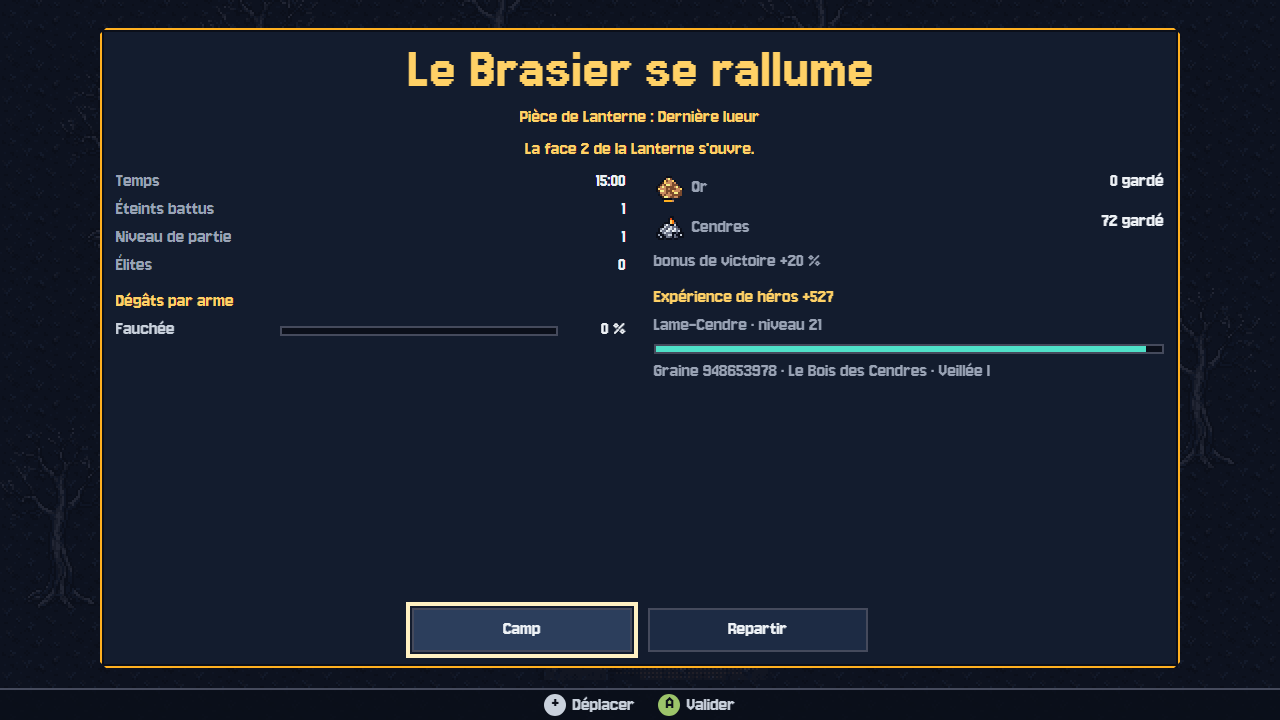 Le Brasier se rallume
Pièce de Lanterne : Dernière lueur
La face 2 de la Lanterne s'ouvre.
Temps 15:00
Éteints battus 1
Niveau de partie 1
Élites 0
Dégâts par arme
Fauchée 0 %
Or 0 gardé
Cendres 72 gardé
bonus de victoire +20 %
Expérience de héros +527
Lame-Cendre · niveau 21
Graine 948653978 · Le Bois des Cendres · Veillée I
Camp
Repartir
Déplacer
A Valider